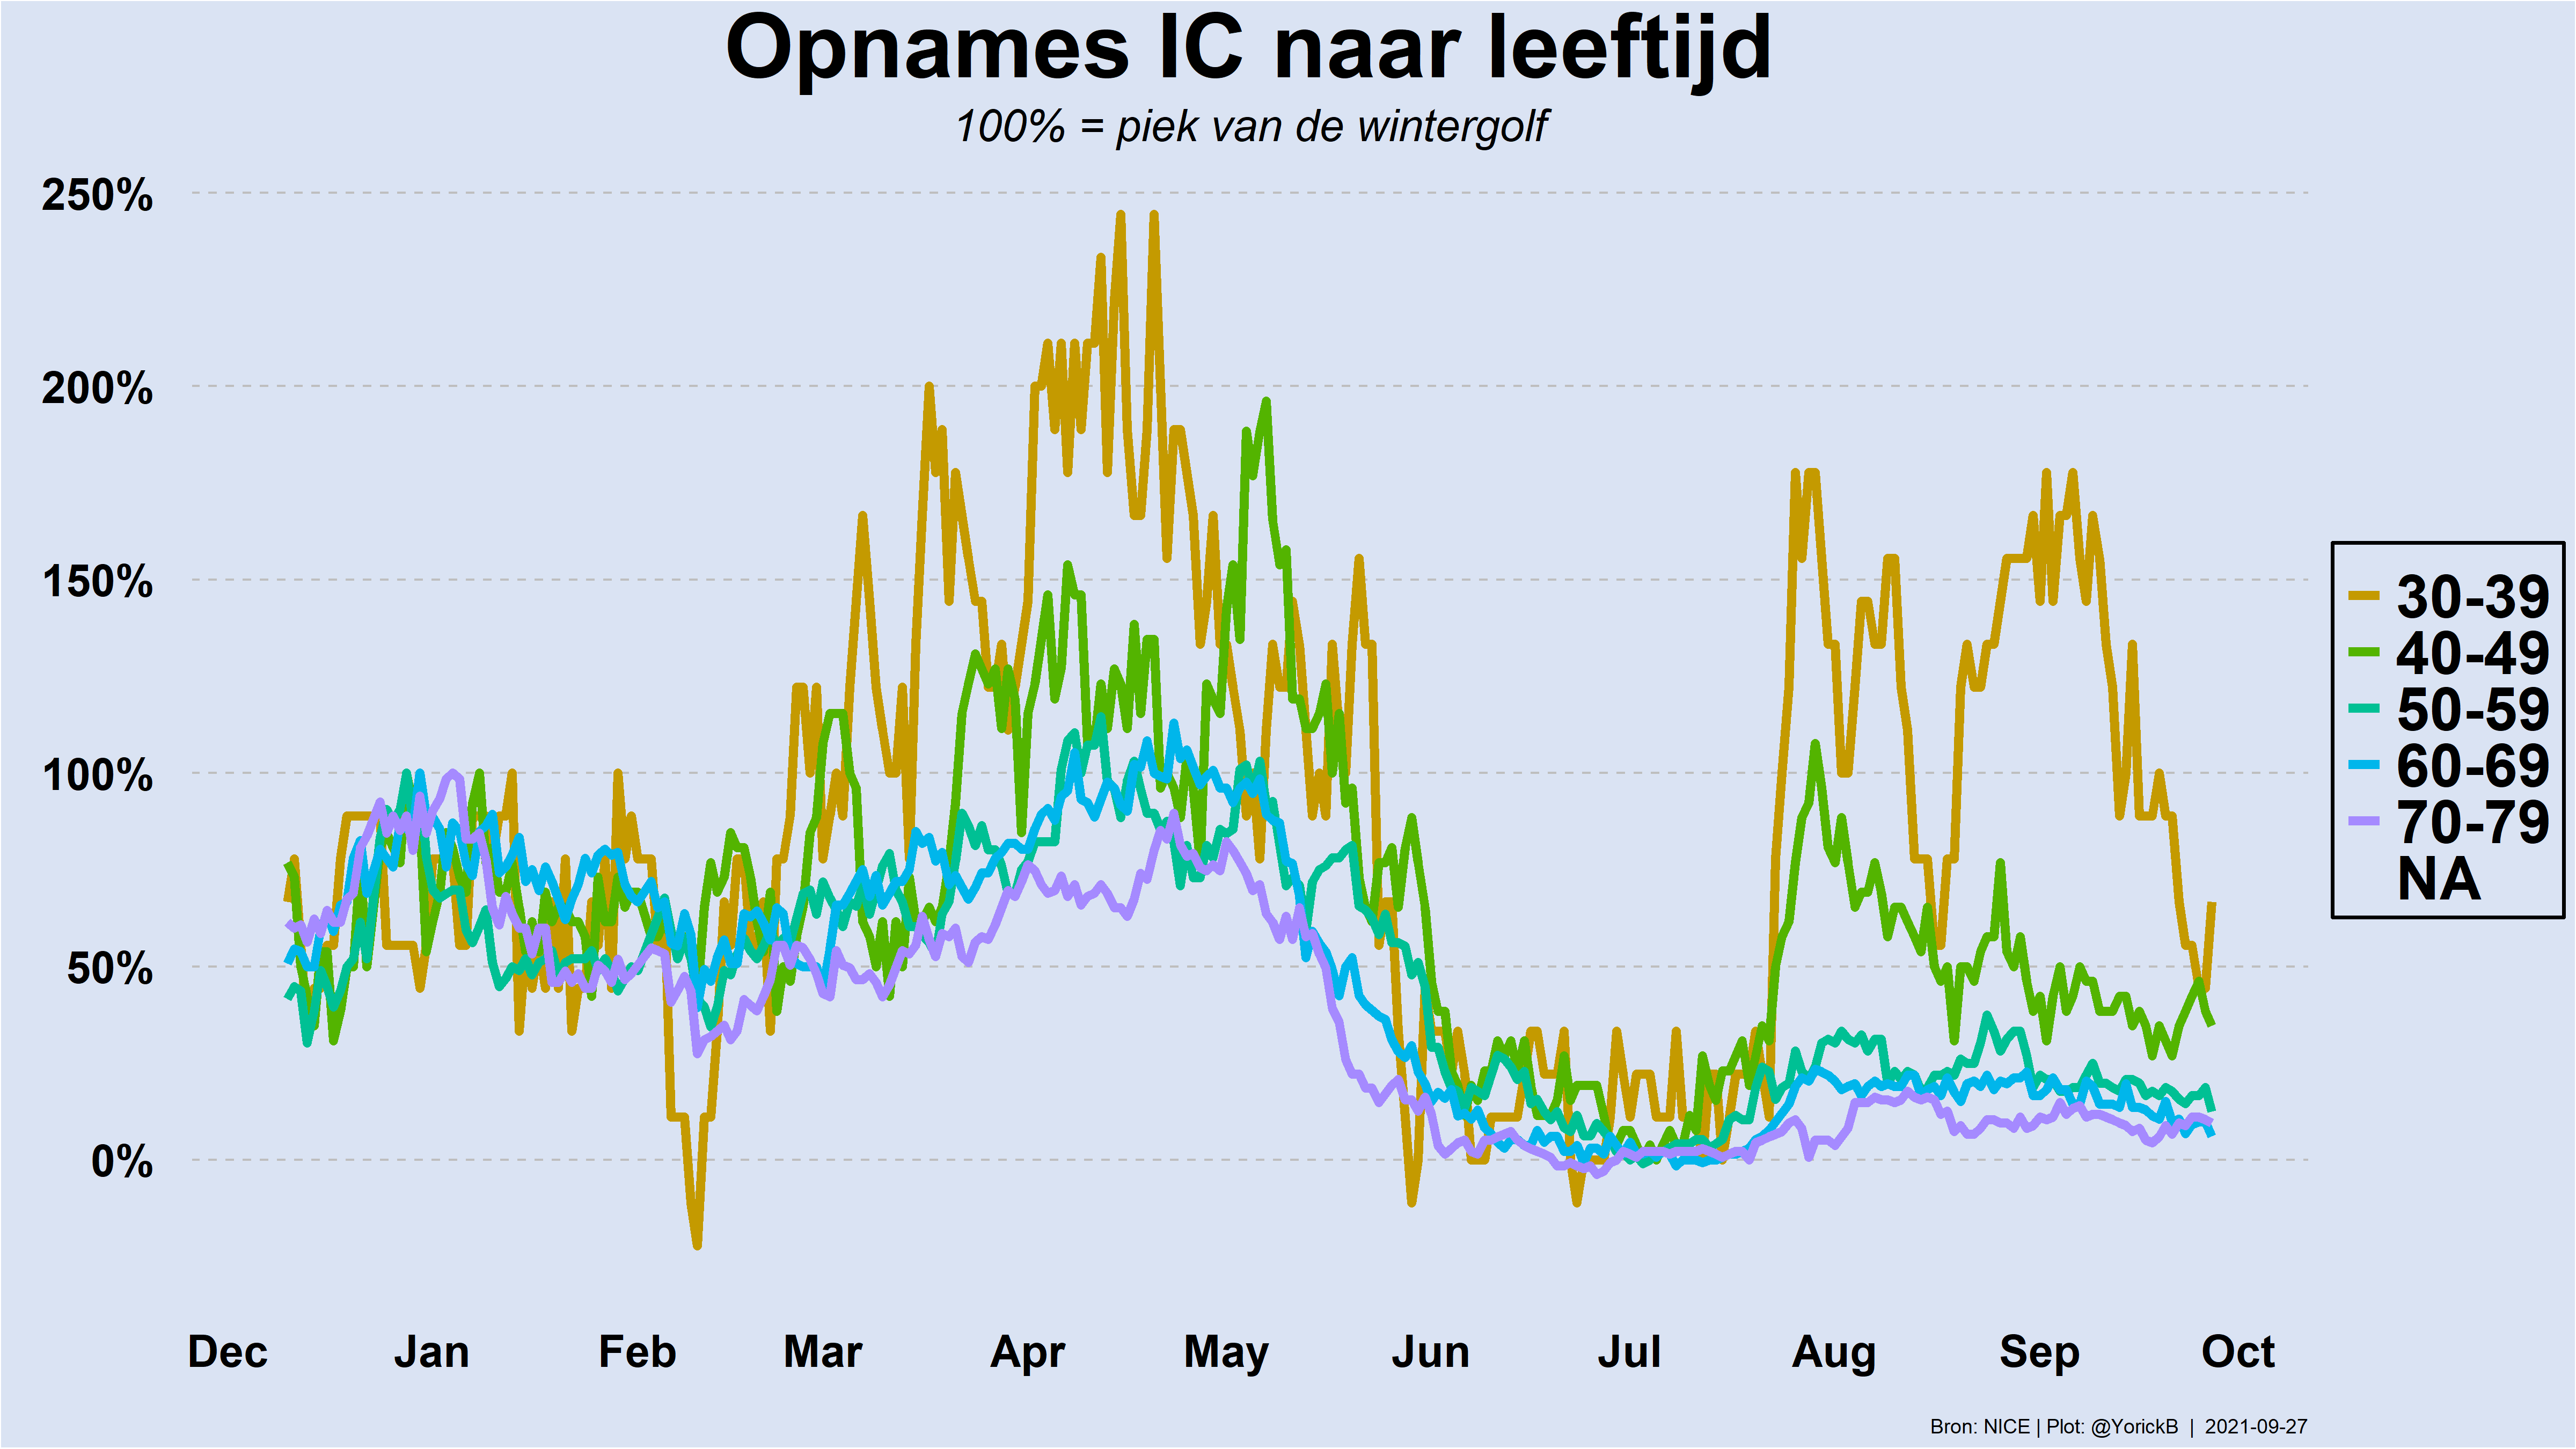 Opnames IC naar leeftijd
100% = piek van de wintergolf
250%
200%
150%
100%
50%
0%
Dec Jan Feb Mar Apr May Jun Jul Aug Sep Oct
30-39
40-49
50-59
60-69
70-79
NA
Bron: NICE | Plot: @YorickB | 2021-09-27